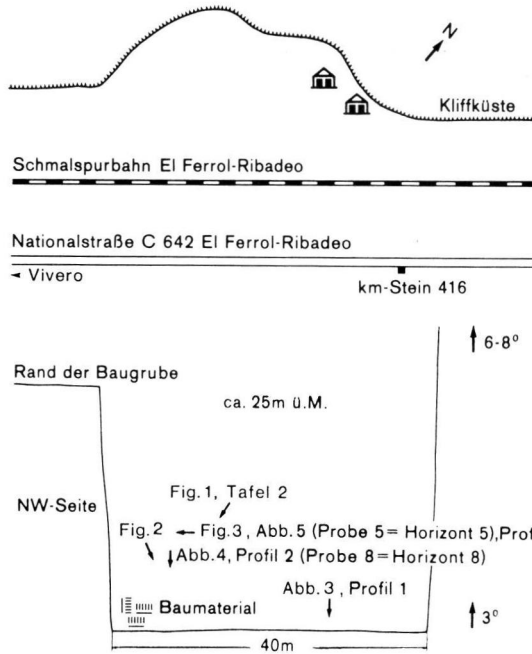 N
Kliffküste
Schmalspurbahn El Ferrol-Ribadeo
Nationalstraße C 642 El Ferrol-Ribadeo
Vivero
km-Stein 416
6-8°
Rand der Baugrube
ca. 25m ü.M.
Fig. 1, Tafel 2
NW-Seite
Fig. 2
Fig. 3, Abb. 5 (Probe 5 = Horizont 5),
Abb. 4, Profil 2 (Probe 8 = Horizont 8)
Abb. 3, Profil 1
Baumaterial
3°
40m